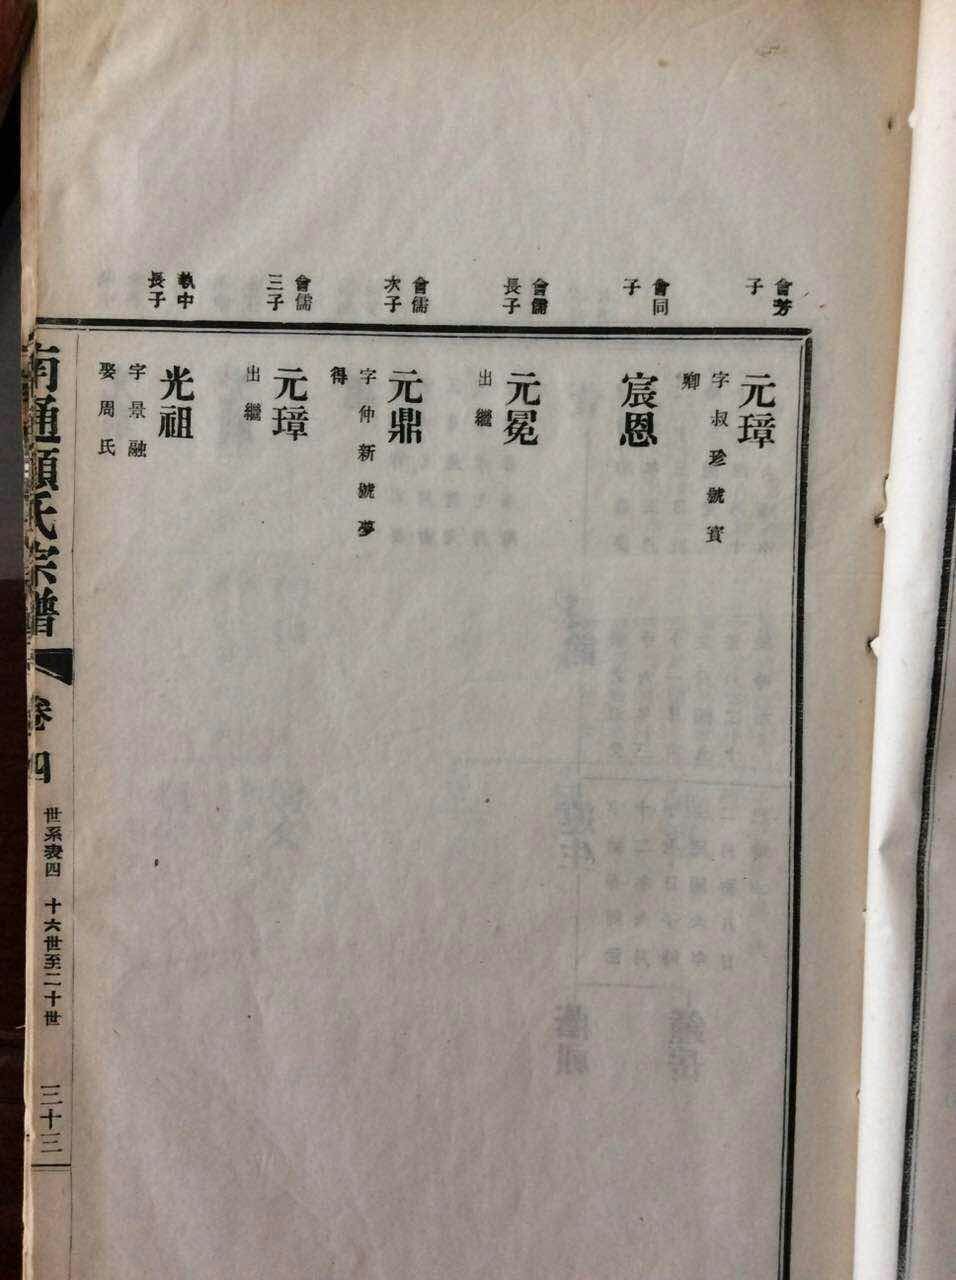 會芳
子
元璋
字叔珍號賓
卿
會同
子
宸恩
會儒
長子
元冕
出繼
會儒
次子
元鼎
字仲新號夢
得
會儒
三子
元璋
出繼
執中
長子
光祖
字景融
娶周氏
南通顧氏宗譜
卷四
世系表四 十六世至二十世
三十三